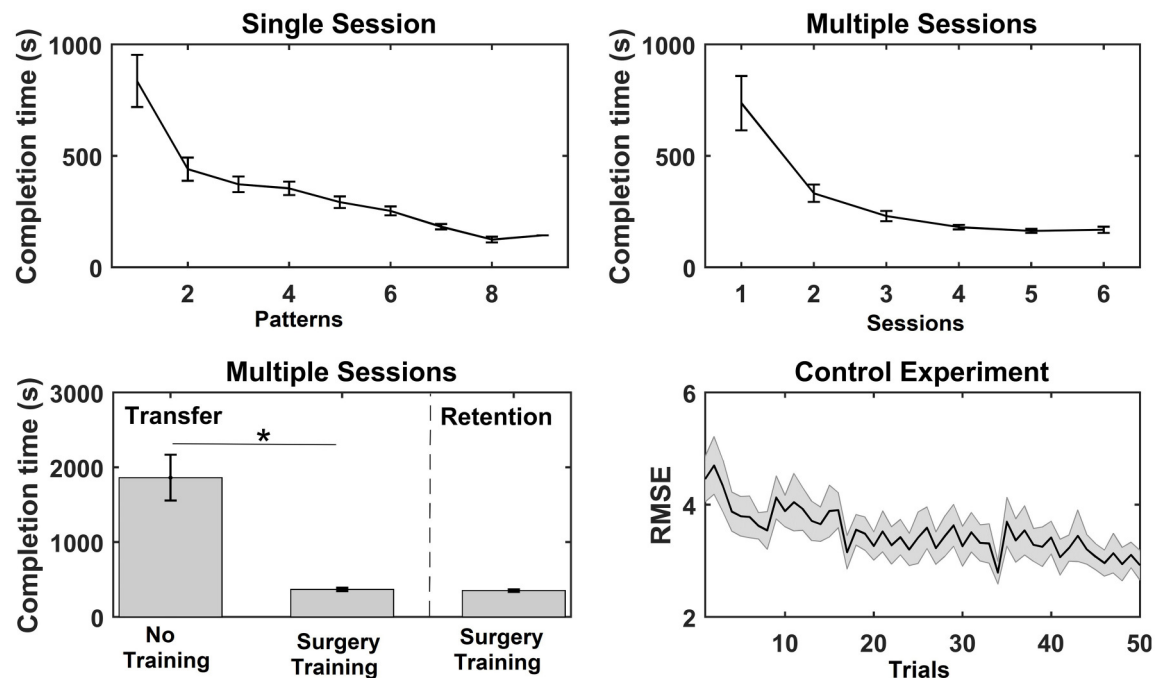 Single Session
Completion time (s)
1000
500
0
2 4 6 8
Patterns
Multiple Sessions
Completion time (s)
1000
500
0
1 2 3 4 5 6
Sessions
Multiple Sessions
Completion time (s)
3000
2000
1000
0
Transfer
*
Retention
No
Training
Surgery
Training
Surgery
Training
Control Experiment
RMSE
6
4
2
10 20 30 40 50
Trials